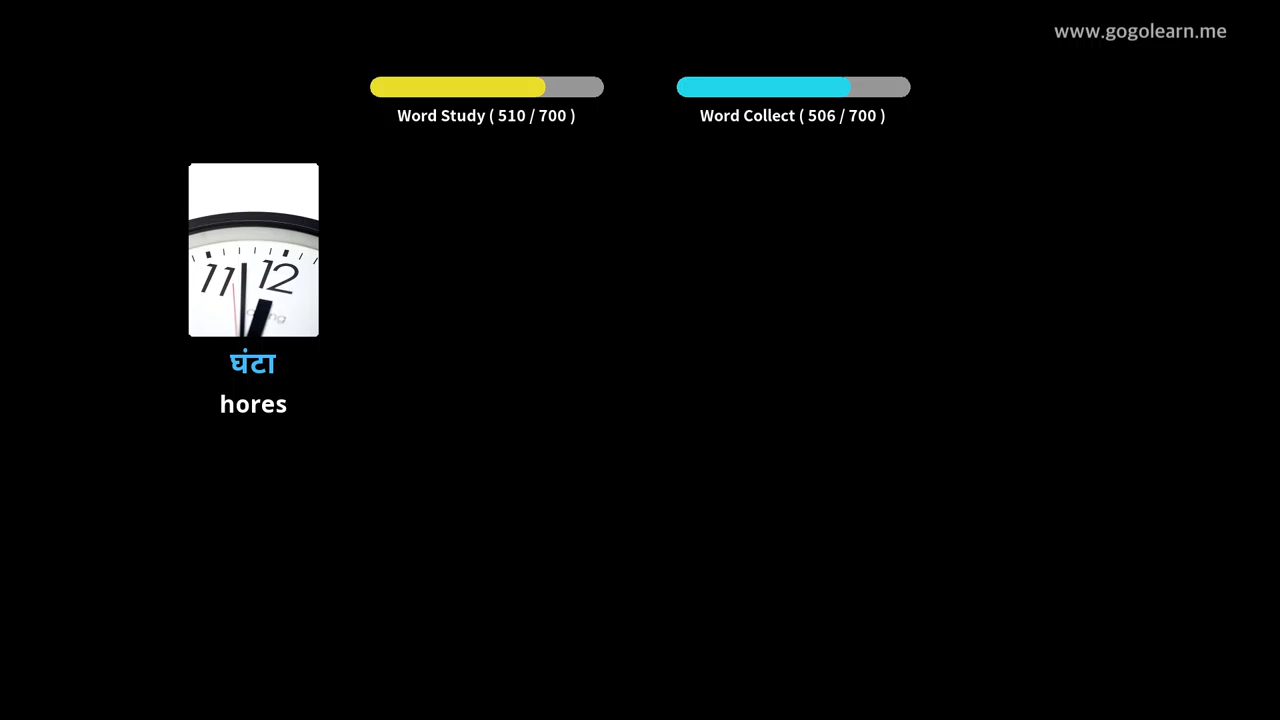 www.gogolearn.me
Word Study ( 510 / 700 )
Word Collect ( 506 / 700 )
11 12
घंटा
hores